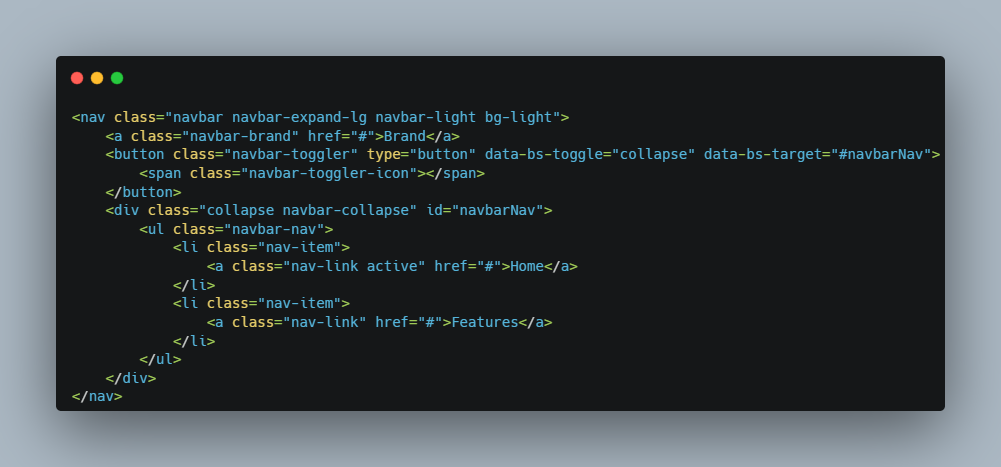 <nav class="navbar navbar-expand-lg navbar-light bg-light">
    <a class="navbar-brand" href="#">Brand</a>
    <button class="navbar-toggler" type="button" data-bs-toggle="collapse" data-bs-target="#navbarNav">
        <span class="navbar-toggler-icon"></span>
    </button>
    <div class="collapse navbar-collapse" id="navbarNav">
        <ul class="navbar-nav">
            <li class="nav-item">
                <a class="nav-link active" href="#">Home</a>
            </li>
            <li class="nav-item">
                <a class="nav-link" href="#">Features</a>
            </li>
        </ul>
    </div>
</nav>